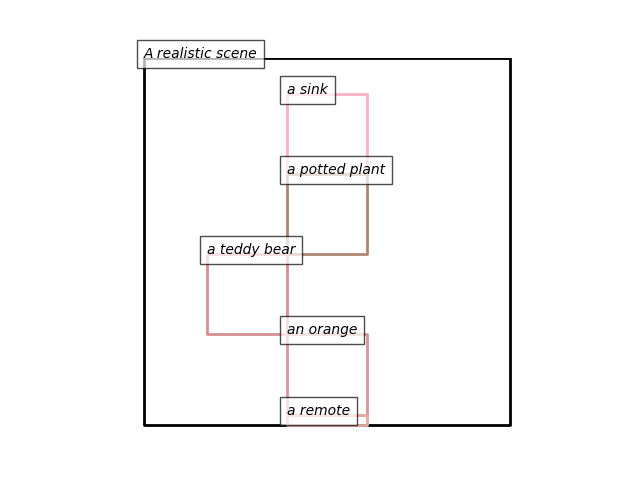 A realistic scene
a sink
a potted plant
a teddy bear
an orange
a remote